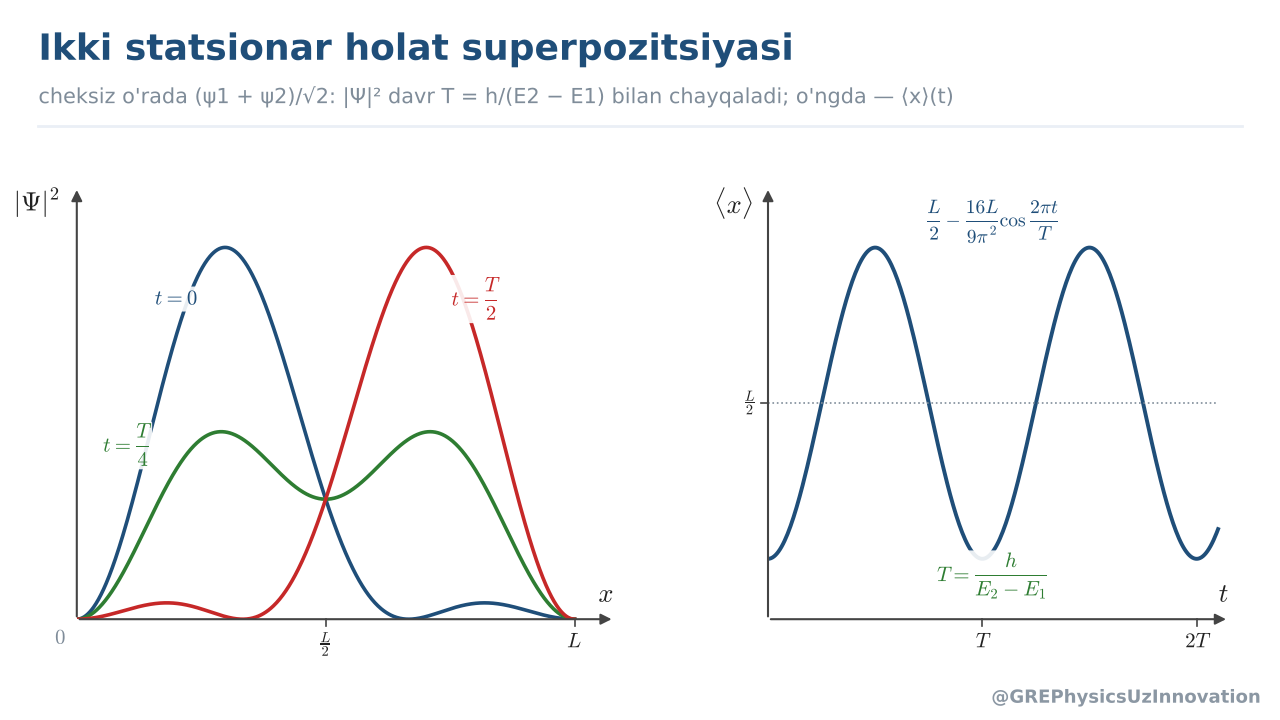 Ikki statsionar holat superpozitsiyasi
cheksiz o'rada (ψ1 + ψ2)/√2: |Ψ|² davr T = h/(E2 − E1) bilan chayqaladi; o'ngda — ⟨x⟩(t)
|Ψ|²
t = 0
t = T/2
t = T/4
x
0
L/2
L
⟨x⟩
L/2 − 16L/9π² cos 2πt/T
L/2
T = h/(E₂ − E₁)
t
T
2T
@GREPhysicsUzInnovation